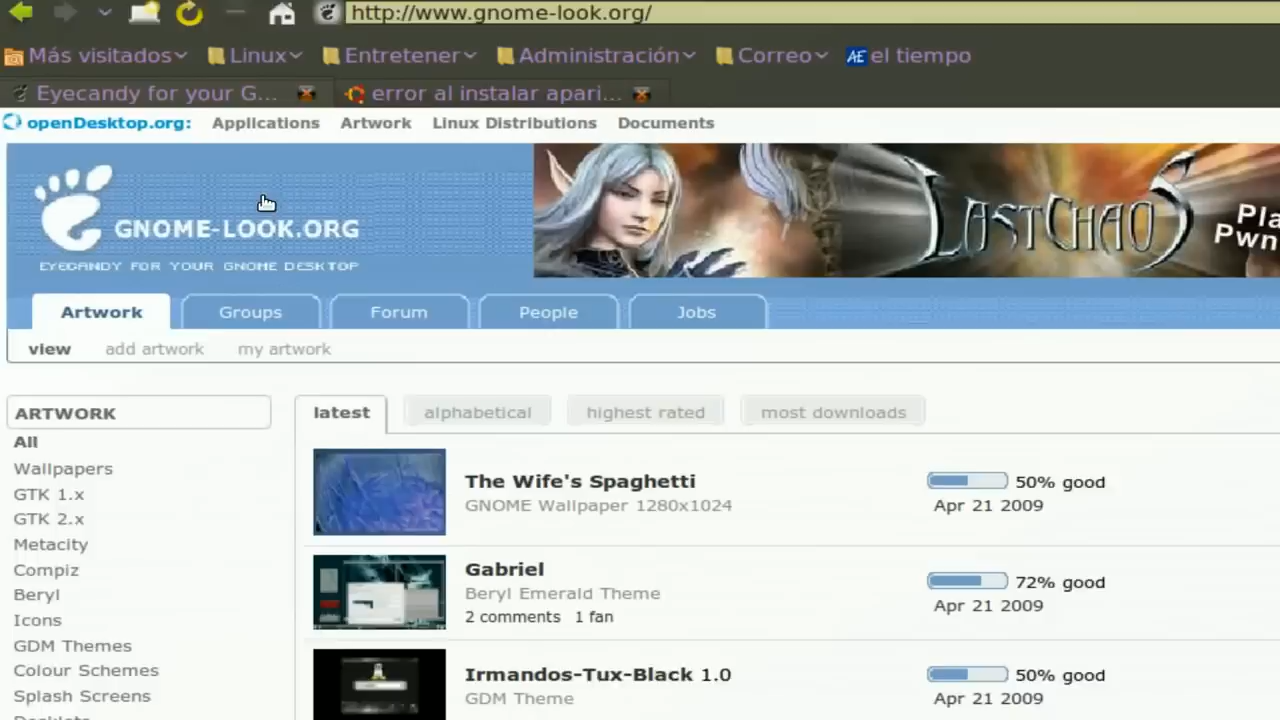 http://www.gnome-look.org/
Más visitados Linux Entretener Administración Correo AE el tiempo
Eyecandy for your G... error al instalar apari...
openDesktop.org: Applications Artwork Linux Distributions Documents
GNOME-LOOK.ORG
EYECANDY FOR YOUR GNOME DESKTOP
LASTCHAOS
Pla
Pwn
Artwork Groups Forum People Jobs
view add artwork my artwork
ARTWORK
latest alphabetical highest rated most downloads
All
Wallpapers
GTK 1.x
GTK 2.x
Metacity
Compiz
Beryl
Icons
GDM Themes
Colour Schemes
Splash Screens
The Wife's Spaghetti 50% good
GNOME Wallpaper 1280x1024 Apr 21 2009
Gabriel 72% good
Beryl Emerald Theme Apr 21 2009
2 comments 1 fan
Irmandos-Tux-Black 1.0 50% good
GDM Theme Apr 21 2009